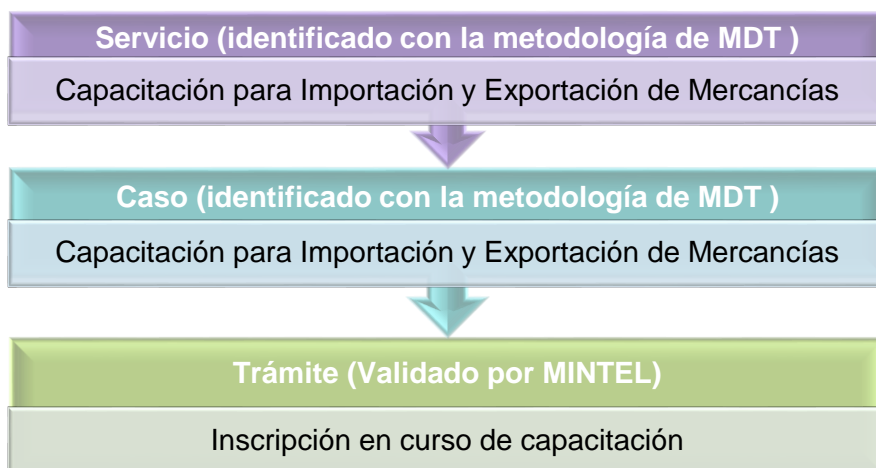 Servicio (identificado con la metodología de MDT )
Capacitación para Importación y Exportación de Mercancías
Caso (identificado con la metodología de MDT )
Capacitación para Importación y Exportación de Mercancías
Trámite (Validado por MINTEL)
Inscripción en curso de capacitación